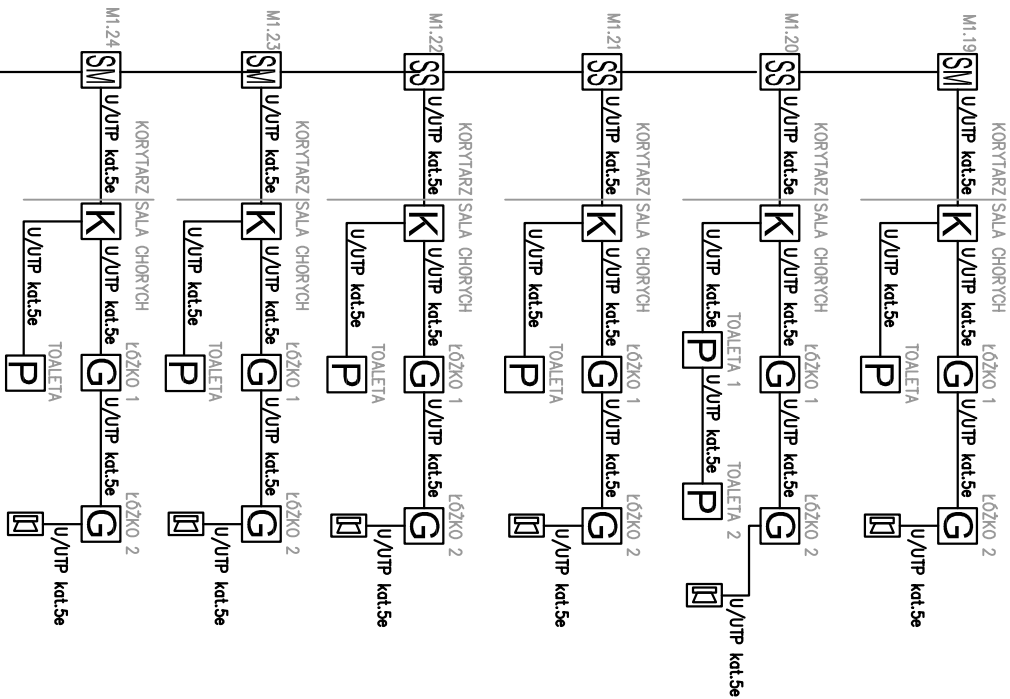 KORYTARZ SALA CHORYCH
M1.19 ŁÓŻKO 1 ŁÓŻKO 2
SM U/UTP kat.5e K U/UTP kat.5e G U/UTP kat.5e G
TOALETA U/UTP kat.5e
U/UTP kat.5e P
KORYTARZ SALA CHORYCH
M1.20 ŁÓŻKO 1 ŁÓŻKO 2
SS U/UTP kat.5e K U/UTP kat.5e G U/UTP kat.5e G
TOALETA 1 TOALETA 2 U/UTP kat.5e
U/UTP kat.5e P U/UTP kat.5e P
KORYTARZ SALA CHORYCH
M1.21 ŁÓŻKO 1 ŁÓŻKO 2
SS U/UTP kat.5e K U/UTP kat.5e G U/UTP kat.5e G
TOALETA U/UTP kat.5e
U/UTP kat.5e P
KORYTARZ SALA CHORYCH
M1.22 ŁÓŻKO 1 ŁÓŻKO 2
SS U/UTP kat.5e K U/UTP kat.5e G U/UTP kat.5e G
TOALETA U/UTP kat.5e
U/UTP kat.5e P
KORYTARZ SALA CHORYCH
M1.23 ŁÓŻKO 1 ŁÓŻKO 2
SM U/UTP kat.5e K U/UTP kat.5e G U/UTP kat.5e G
TOALETA U/UTP kat.5e
U/UTP kat.5e P
KORYTARZ SALA CHORYCH
M1.24 ŁÓŻKO 1 ŁÓŻKO 2
SM U/UTP kat.5e K U/UTP kat.5e G U/UTP kat.5e G
TOALETA U/UTP kat.5e
U/UTP kat.5e P